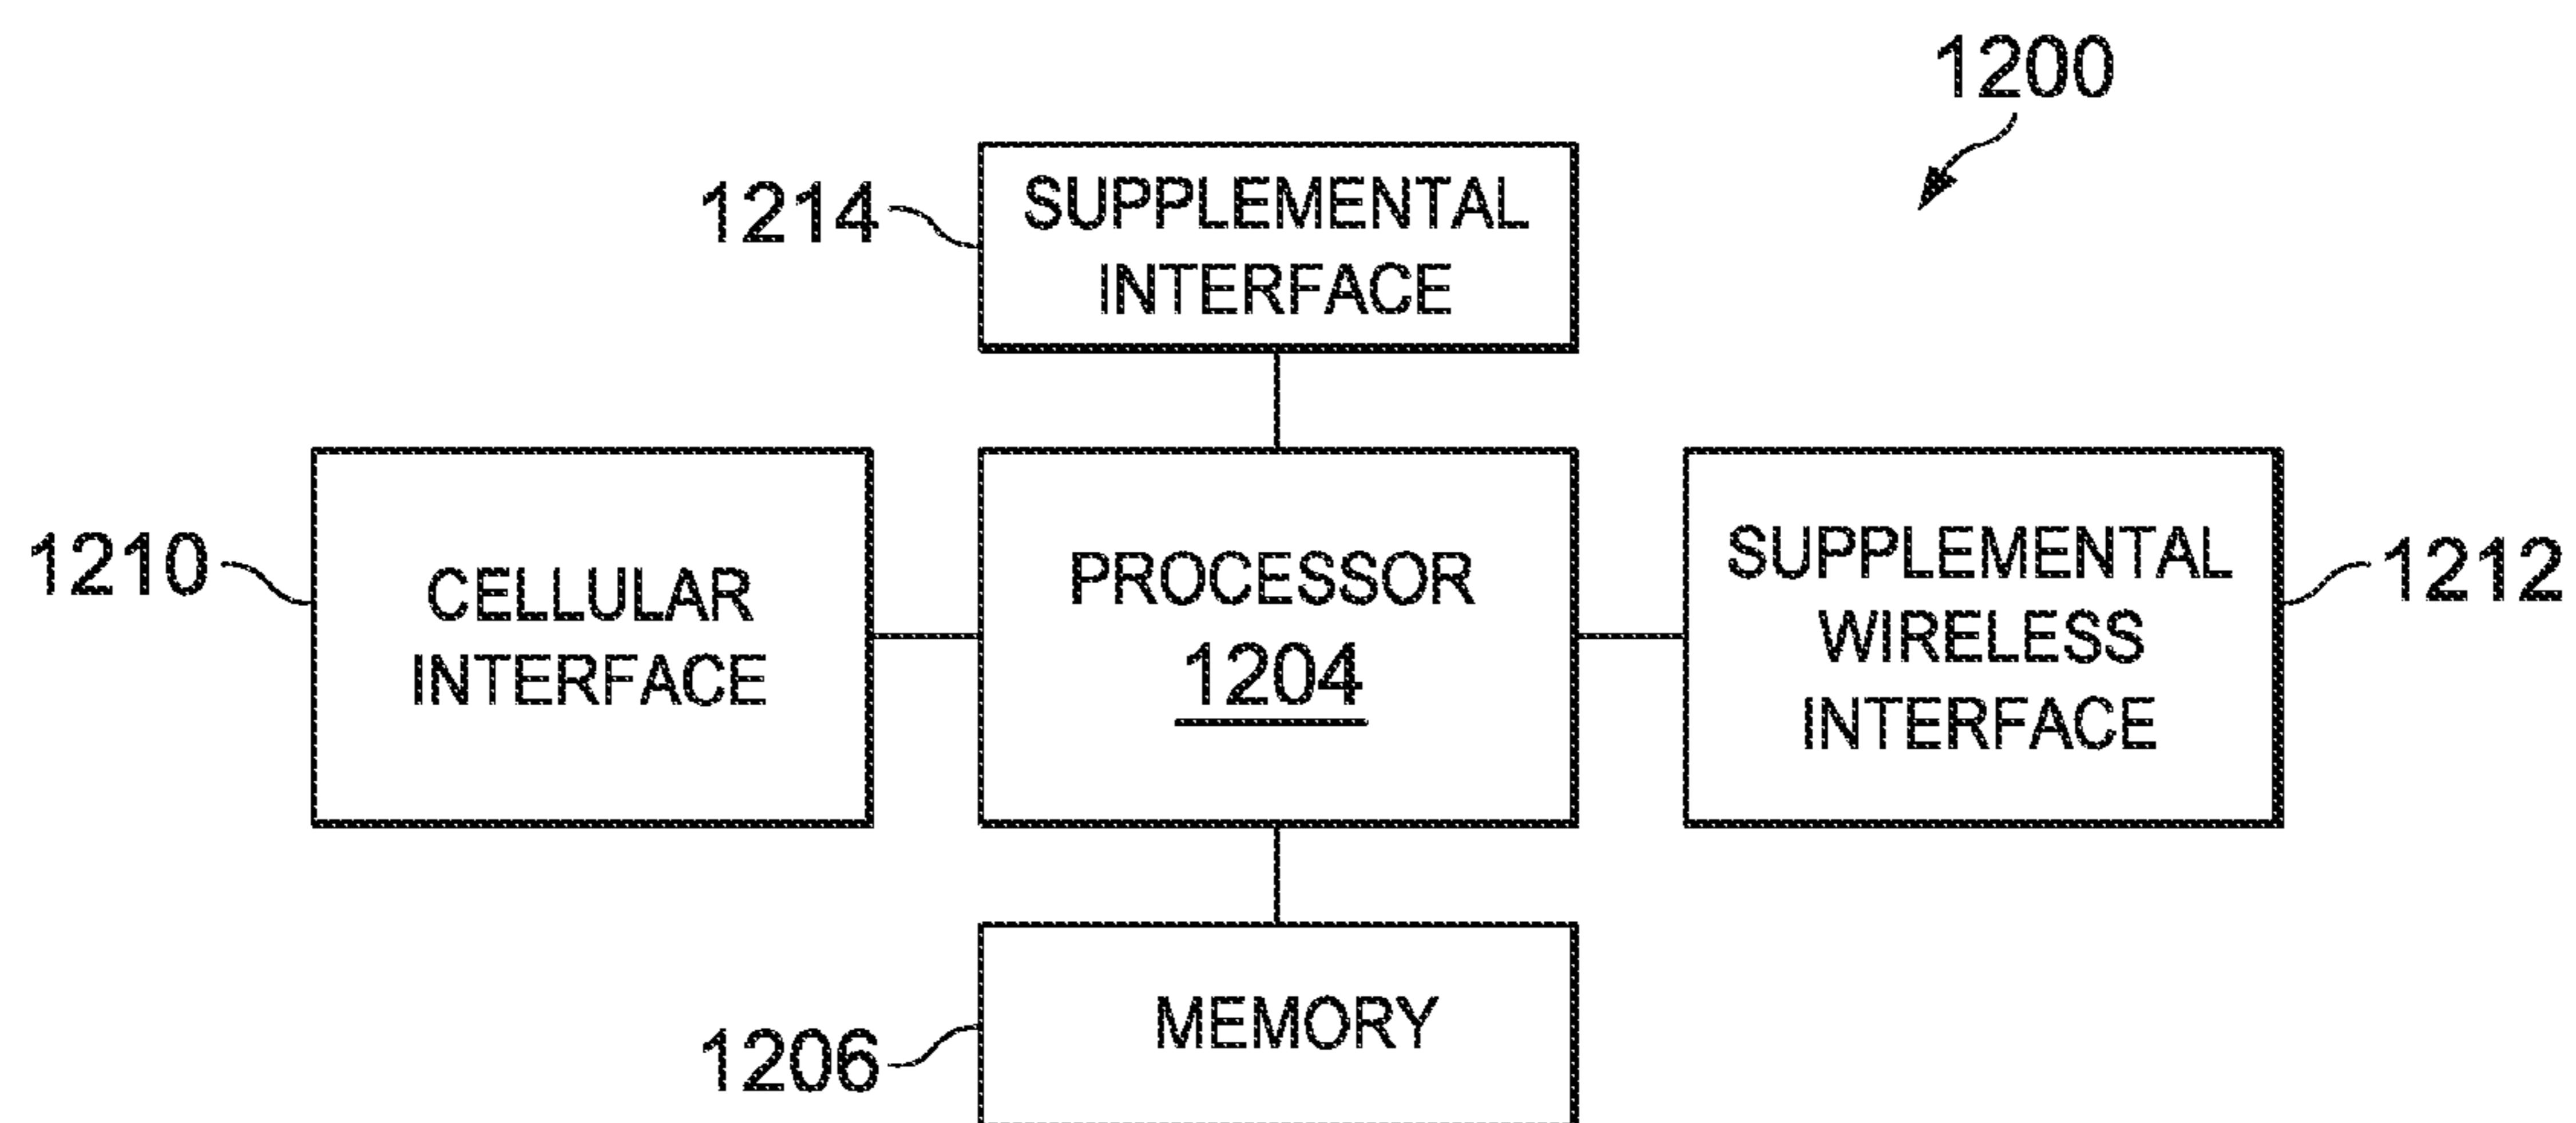 1200
1214
SUPPLEMENTAL
INTERFACE
1210
CELLULAR
INTERFACE
PROCESSOR
1204
SUPPLEMENTAL
WIRELESS
INTERFACE
1212
1206
MEMORY